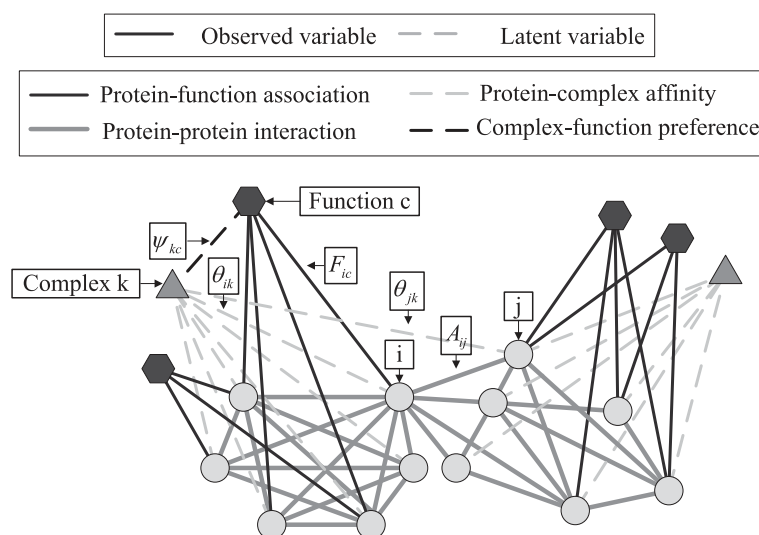 Observed variable Latent variable
Protein-function association Protein-complex affinity
Protein-protein interaction Complex-function preference
Function c
ψkc
Fic
Complex k
θik
θjk
j
i
Aij